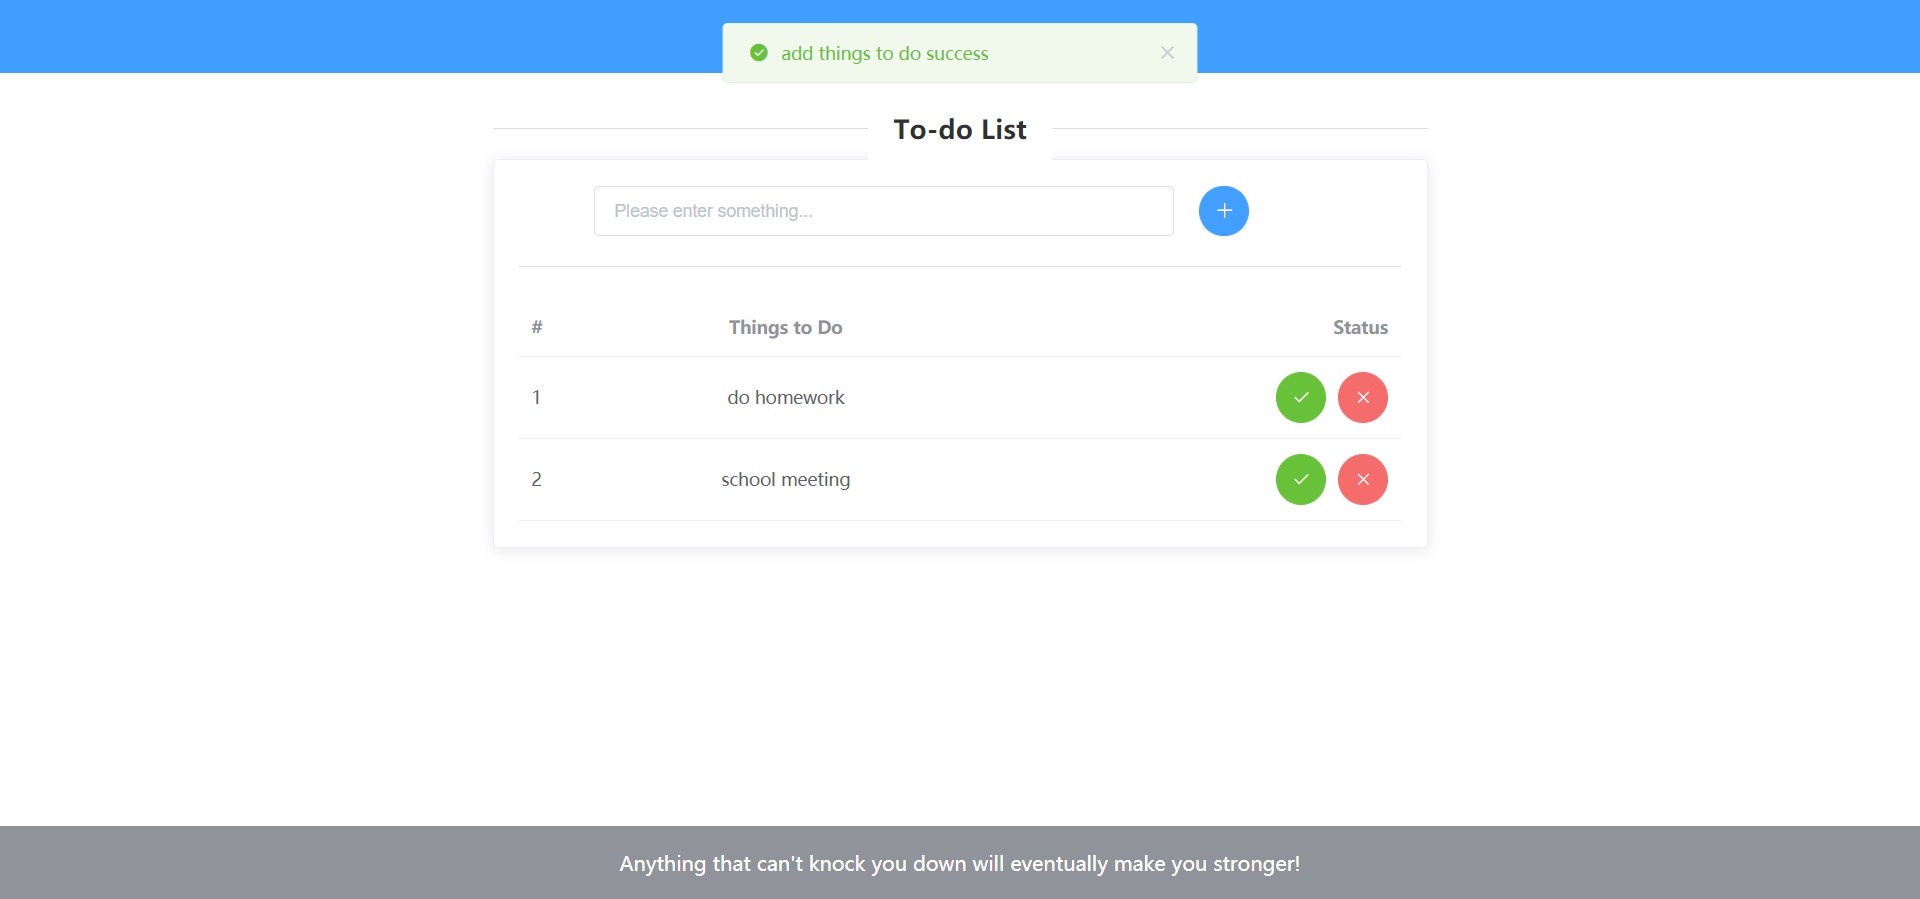 add things to do success
To-do List
Please enter something...
# Things to Do Status
1 do homework
2 school meeting
Anything that can't knock you down will eventually make you stronger!